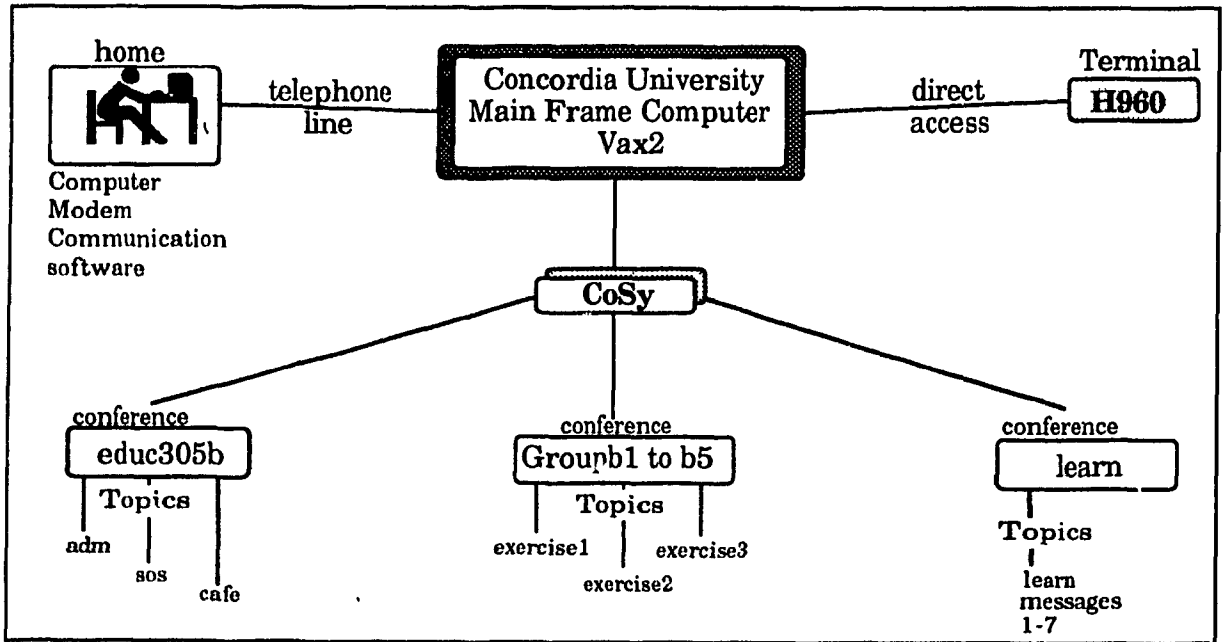 home
telephone
line
Concordia University
Main Frame Computer
Vax2
direct
access
Terminal
H960
Computer
Modem
Communication
software
CoSy
conference
educ305b
Topics
adm
sos
cafe
conference
Groupb1 to b5
Topics
exercise1
exercise2
exercise3
conference
learn
Topics
learn
messages
1-7